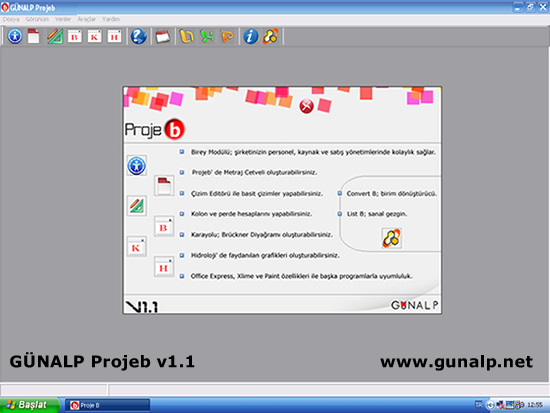 GÜNALP Projeb
Dosya Görünüm Veriler Araçlar Yardım
B K H
Proje b
Birey Modülü; şirketinizin personel, kaynak ve satış yönetimlerinde kolaylık sağlar.
Projeb' de Metraj Cetveli oluşturabilirsiniz.
Çizim Editörü ile basit çizimler yapabilirsiniz.
Convert B; birim dönüştürücü.
Kolon ve perde hesaplarını yapabilirsiniz.
List B; sanal gezgin.
B
Karayolu; Brückner Diyağramı oluşturabilirsiniz.
K
Hidroloji' de faydanılan grafikleri oluşturabilirsiniz.
H
Office Express, Xlime ve Paint özellikleri ile başka programlarla uyumluluk.
V1.1
GÜNALP
GÜNALP Projeb v1.1
www.gunalp.net
Başlat
Proje B
12:55